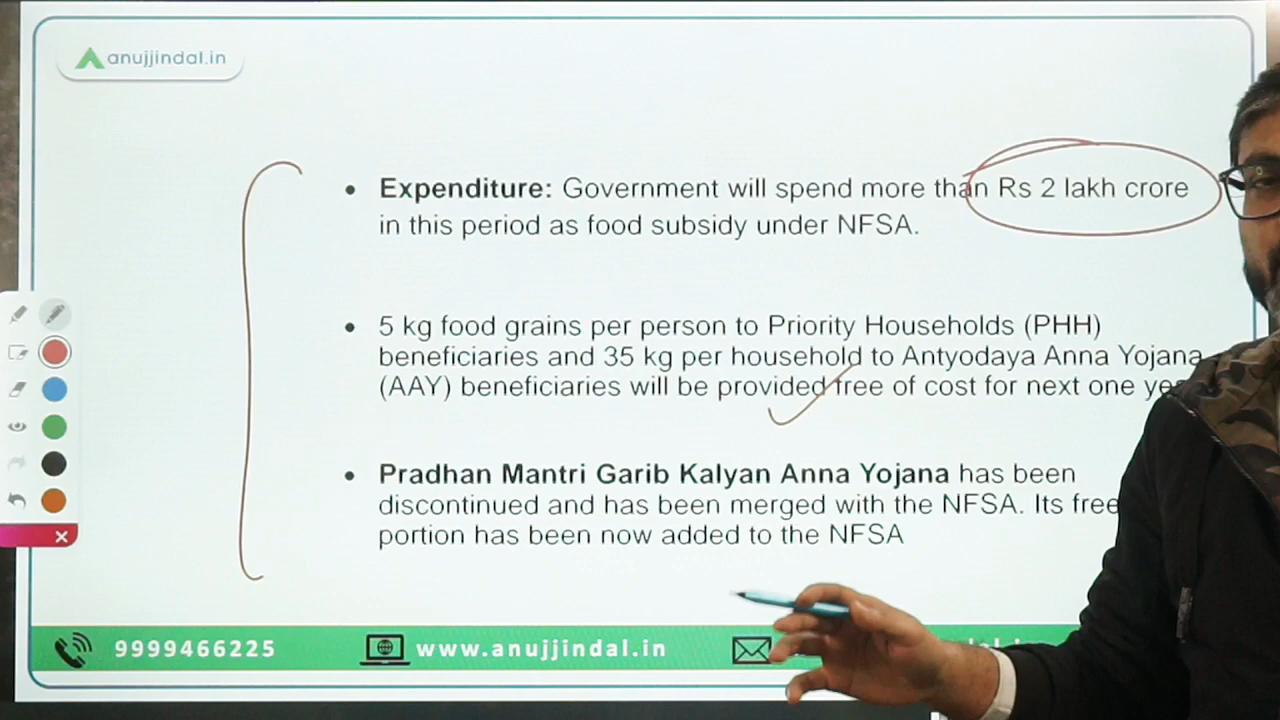 anujjindal.in
Expenditure: Government will spend more than Rs 2 lakh crore
in this period as food subsidy under NFSA.
5 kg food grains per person to Priority Households (PHH)
beneficiaries and 35 kg per household to Antyodaya Anna Yojana
(AAY) beneficiaries will be provided free of cost for next one
Pradhan Mantri Garib Kalyan Anna Yojana has been
discontinued and has been merged with the NFSA. Its free
portion has been now added to the NFSA
9999466225
www.anujjindal.in